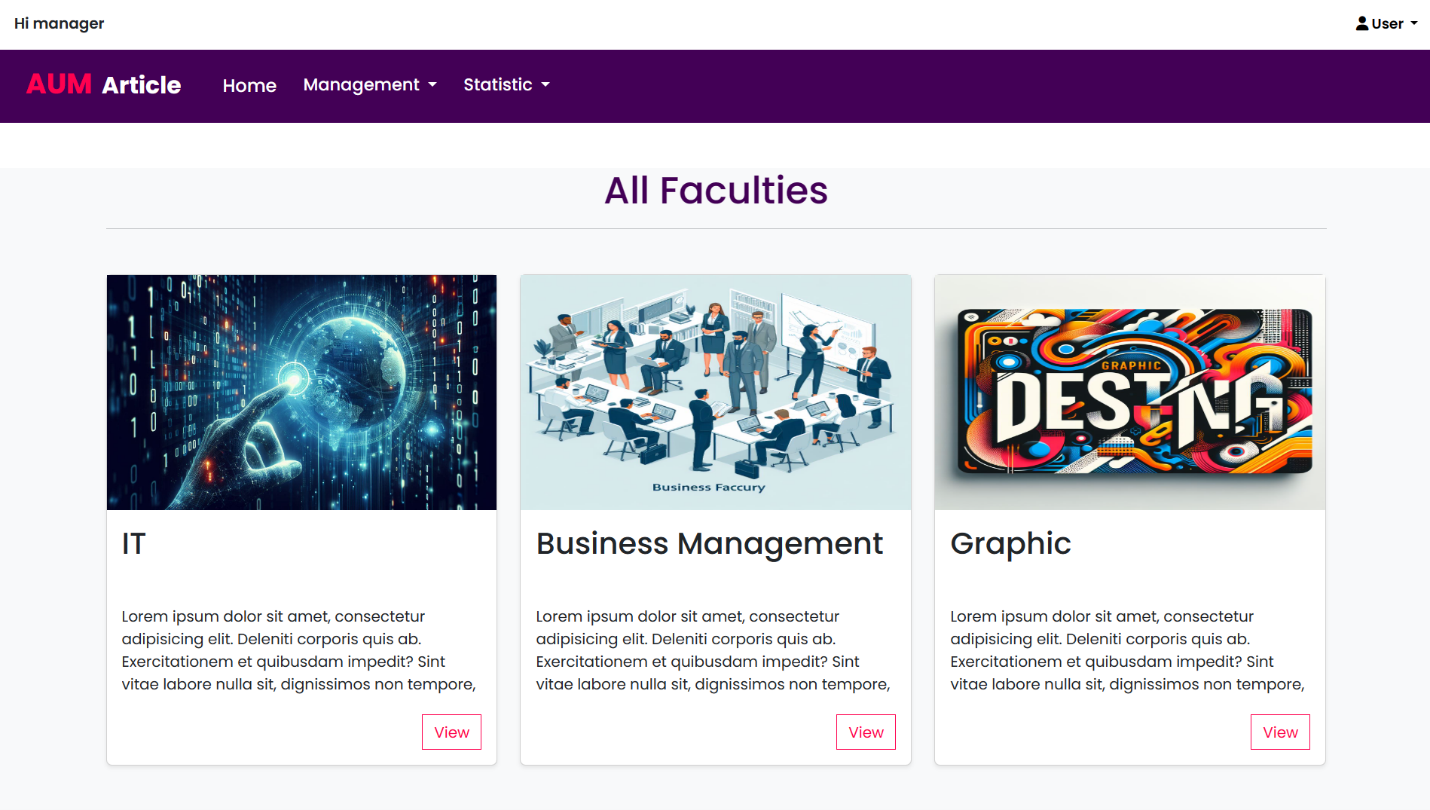 Hi manager
User
AUM Article
Home
Management
Statistic
All Faculties
Business Faccury
GRAPHIC
IT
Lorem ipsum dolor sit amet, consectetur
adipisicing elit. Deleniti corporis quis ab.
Exercitationem et quibusdam impedit? Sint
vitae labore nulla sit, dignissimos non tempore,
View
Business Management
Lorem ipsum dolor sit amet, consectetur
adipisicing elit. Deleniti corporis quis ab.
Exercitationem et quibusdam impedit? Sint
vitae labore nulla sit, dignissimos non tempore,
View
Graphic
Lorem ipsum dolor sit amet, consectetur
adipisicing elit. Deleniti corporis quis ab.
Exercitationem et quibusdam impedit? Sint
vitae labore nulla sit, dignissimos non tempore,
View